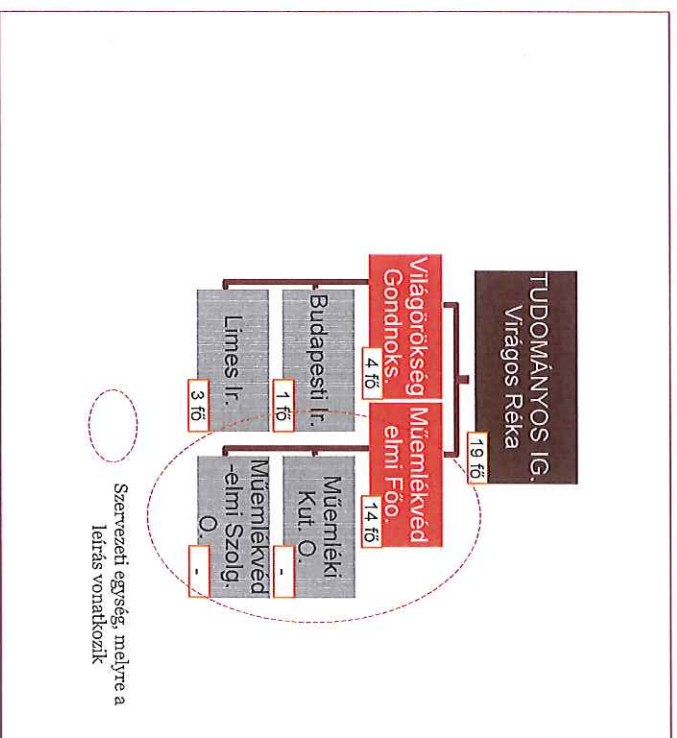 TUDOMÁNYOS IG.
Virágos Réka
19 fő
Világörökség
Gondnoks.
4 fő
Budapesti Ir.
1 fő
Limes Ir.
3 fő
Műemlékvéd
elmi Főo.
14 fő
Műemléki
Kut. O.
-
Műemlékvéd
-elmi Szolg.
O.
-
Szervezeti egység, melyre a
leírás vonatkozik